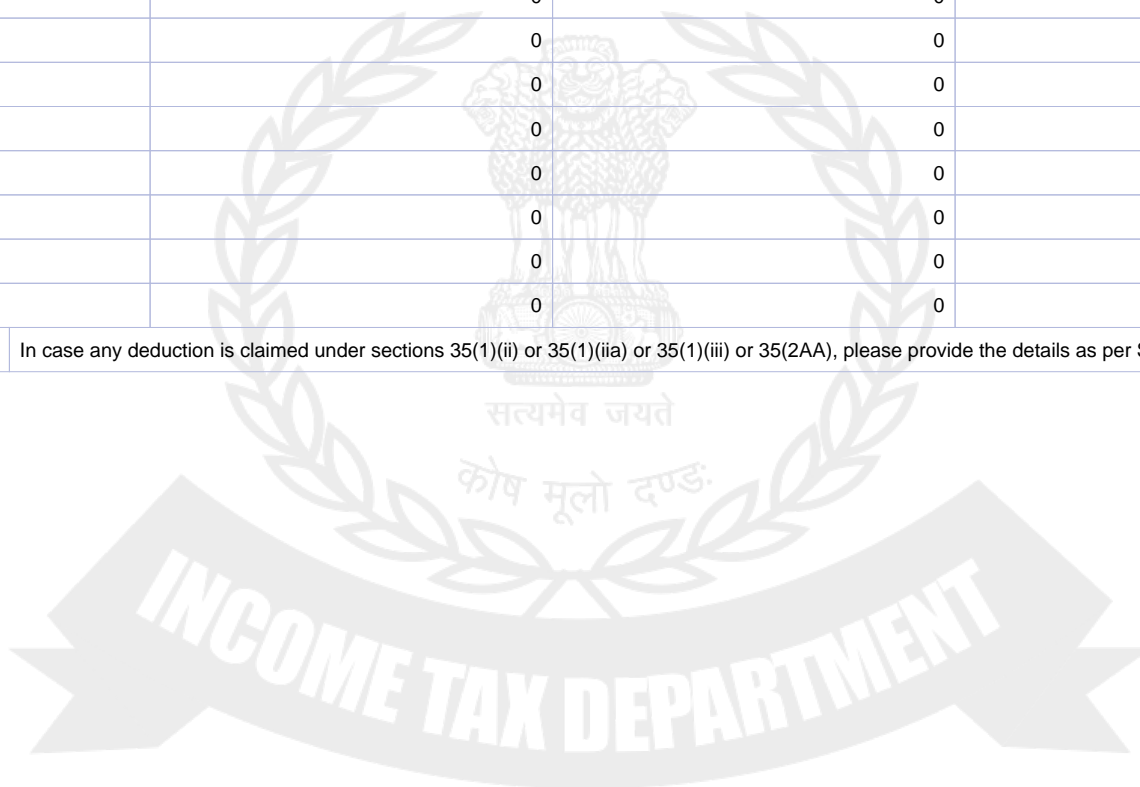 0 0
0 0
0 0
0 0
0 0
0 0
0 0
In case any deduction is claimed under sections 35(1)(ii) or 35(1)(iia) or 35(1)(iii) or 35(2AA), please provide the details as per
सत्यमेव जयते
कोष मूलो दण्डः
INCOME TAX DEPARTMENT